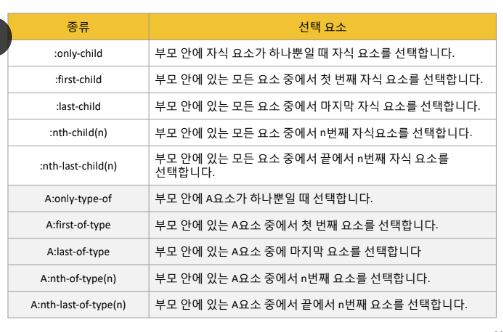 종류 선택 요소
:only-child 부모 안에 자식 요소가 하나뿐일 때 자식 요소를 선택합니다.
:first-child 부모 안에 있는 모든 요소 중에서 첫 번째 자식 요소를 선택합니다.
:last-child 부모 안에 있는 모든 요소 중에서 마지막 자식 요소를 선택합니다.
:nth-child(n) 부모 안에 있는 모든 요소 중에서 n번째 자식요소를 선택합니다.
:nth-last-child(n) 부모 안에 있는 모든 요소 중에서 끝에서 n번째 자식 요소를
선택합니다.
A:only-type-of 부모 안에 A요소가 하나뿐일 때 선택합니다.
A:first-of-type 부모 안에 있는 A요소 중에서 첫 번째 요소를 선택합니다.
A:last-of-type 부모 안에 있는 A요소 중에 마지막 요소를 선택합니다
A:nth-of-type(n) 부모 안에 있는 A요소 중에서 n번째 요소를 선택합니다.
A:nth-last-of-type(n) 부모 안에 있는 A요소 중에서 끝에서 n번째 요소를 선택합니다.